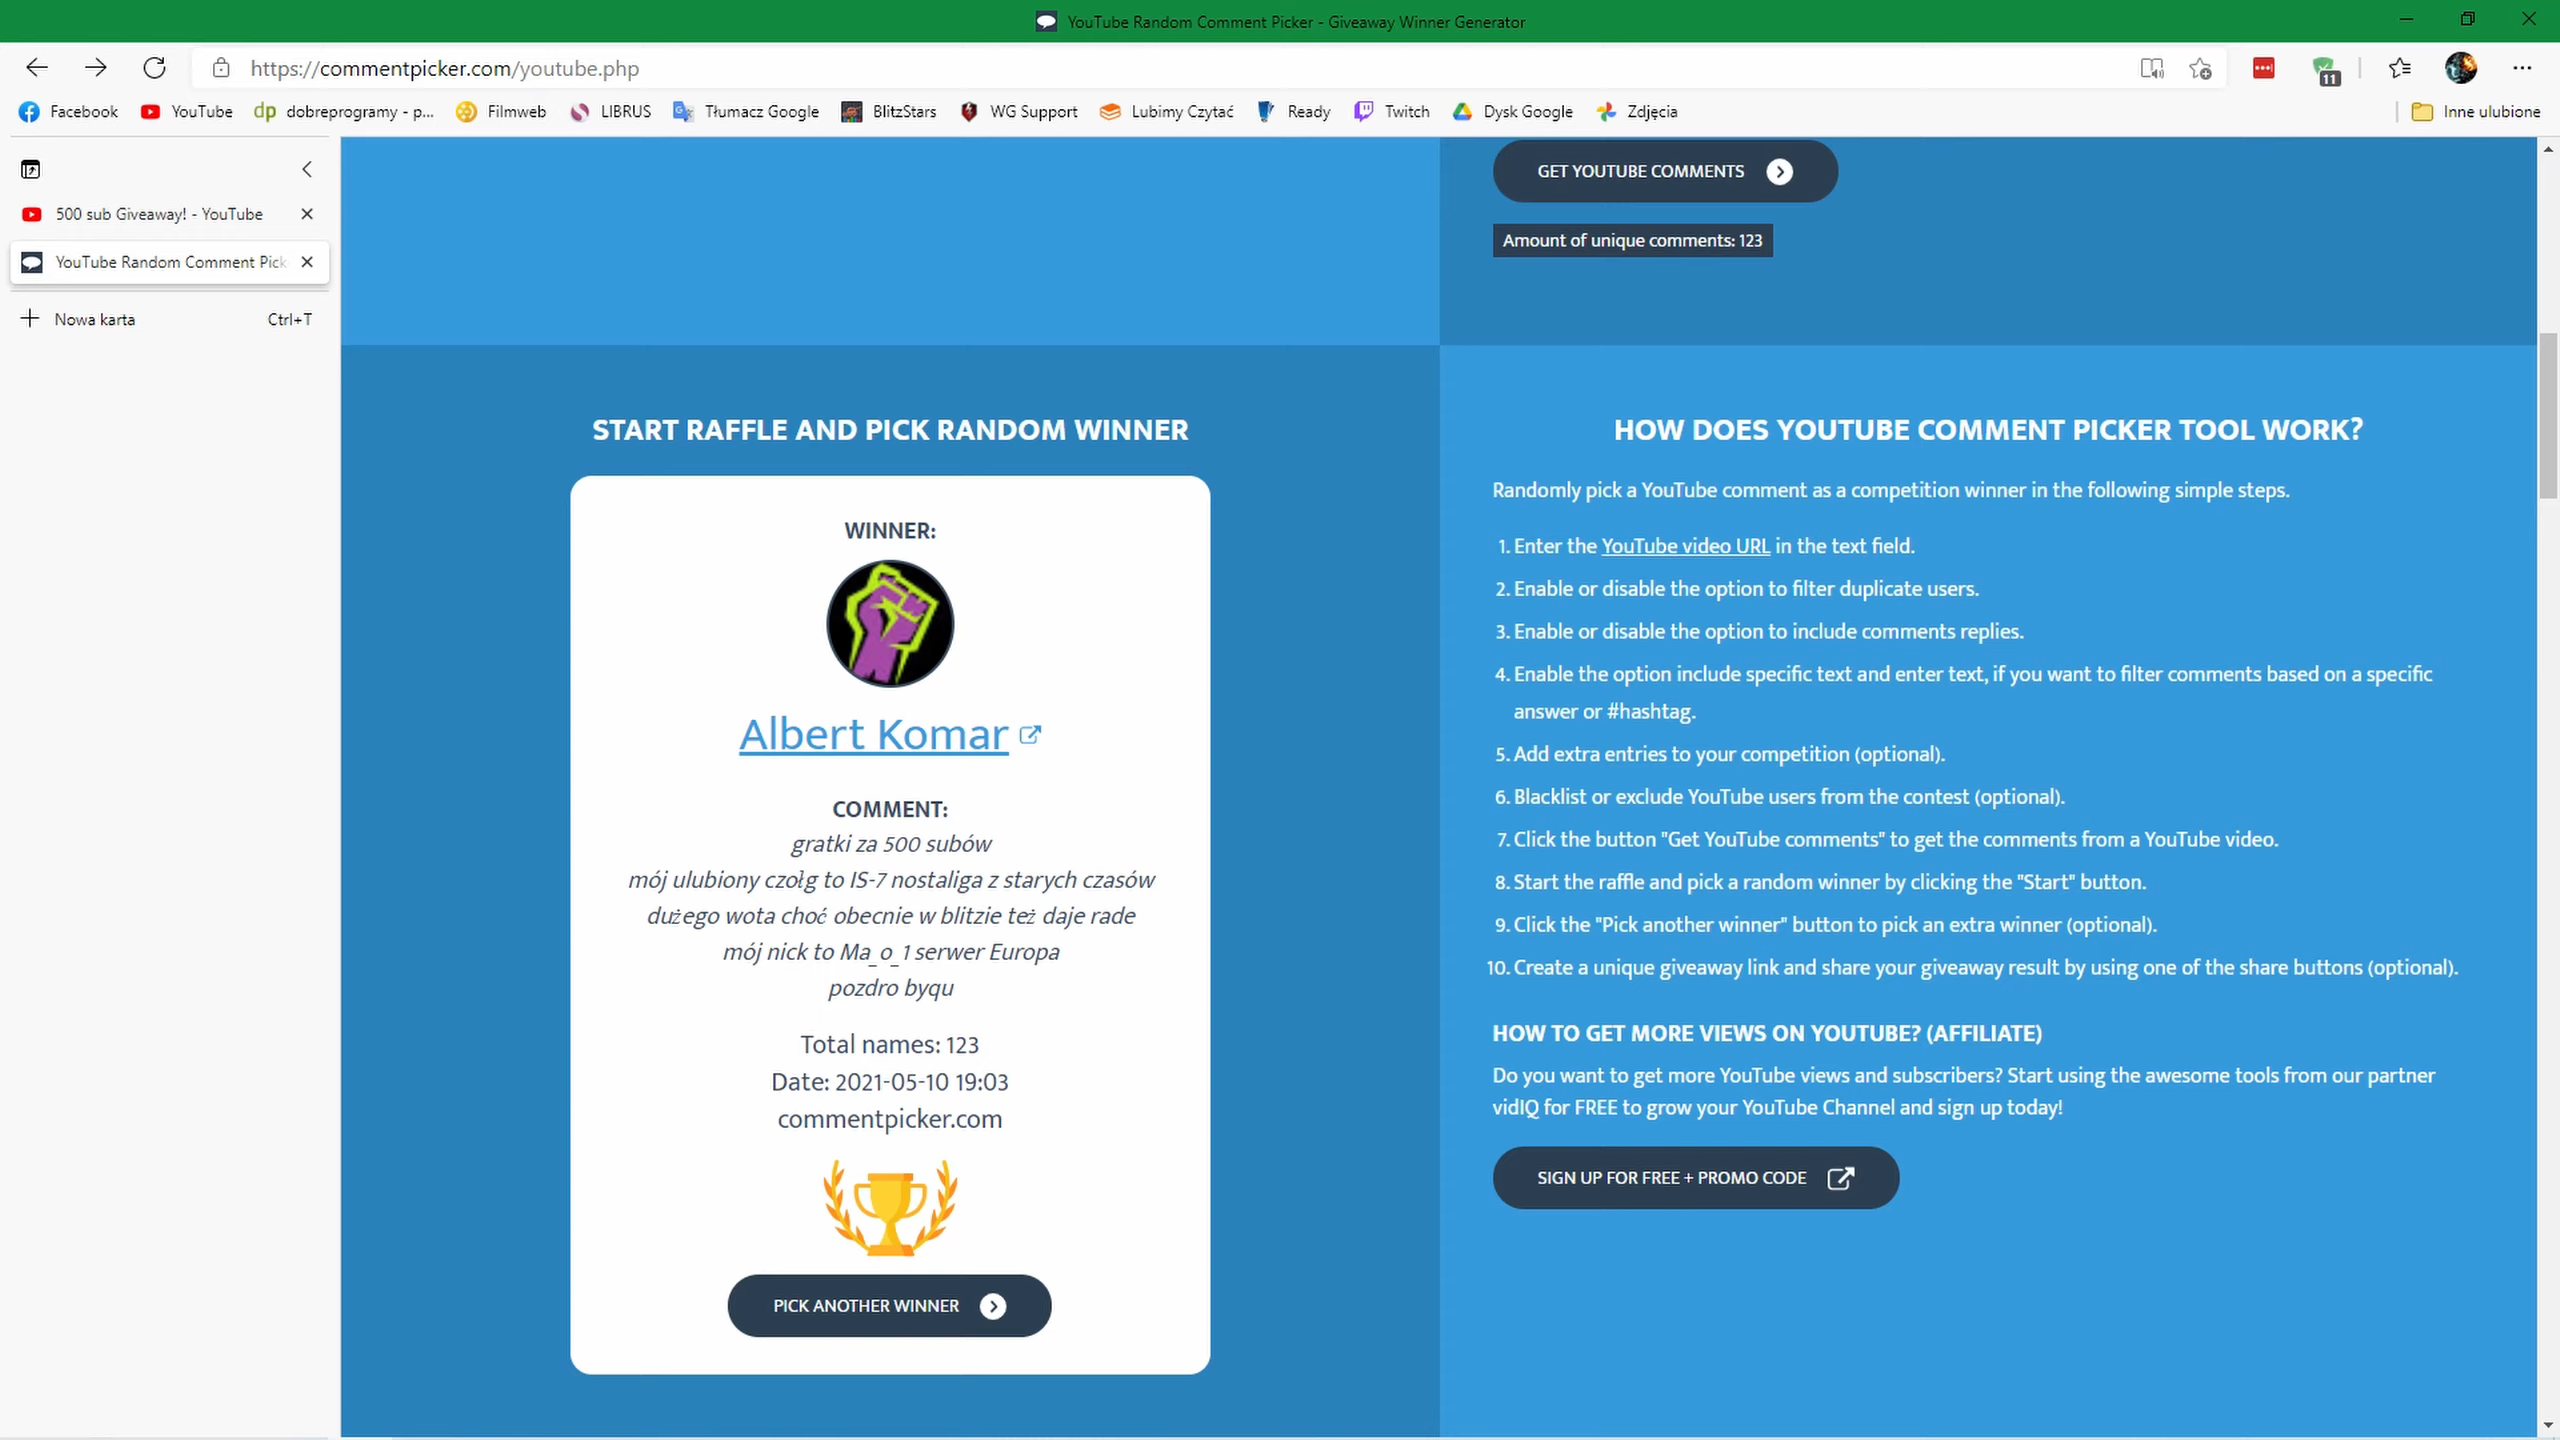 YouTube Random Comment Picker - Giveaway Winner Generator
https://commentpicker.com/youtube.php
11
Facebook
YouTube
dobreprogramy - p...
Filmweb
LIBRUS
Tłumacz Google
BlitzStars
WG Support
Lubimy Czytać
Ready
Twitch
Dysk Google
Zdjęcia
Inne ulubione
500 sub Giveaway! - YouTube
YouTube Random Comment Pick
Nowa karta
Ctrl+T
GET YOUTUBE COMMENTS
Amount of unique comments: 123
START RAFFLE AND PICK RANDOM WINNER
WINNER:
Albert Komar
COMMENT:
gratki za 500 subów
mój ulubiony czołg to IS-7 nostaliga z starych czasów
dużego wota choć obecnie w blitzie też daje rade
mój nick to Ma_o_1 serwer Europa
pozdro byqu
Total names: 123
Date: 2021-05-10 19:03
commentpicker.com
PICK ANOTHER WINNER
HOW DOES YOUTUBE COMMENT PICKER TOOL WORK?
Randomly pick a YouTube comment as a competition winner in the following simple steps.
1. Enter the YouTube video URL in the text field.
2. Enable or disable the option to filter duplicate users.
3. Enable or disable the option to include comments replies.
4. Enable the option include specific text and enter text, if you want to filter comments based on a specific
answer or #hashtag.
5. Add extra entries to your competition (optional).
6. Blacklist or exclude YouTube users from the contest (optional).
7. Click the button "Get YouTube comments" to get the comments from a YouTube video.
8. Start the raffle and pick a random winner by clicking the "Start" button.
9. Click the "Pick another winner" button to pick an extra winner (optional).
10. Create a unique giveaway link and share your giveaway result by using one of the share buttons (optional).
HOW TO GET MORE VIEWS ON YOUTUBE? (AFFILIATE)
Do you want to get more YouTube views and subscribers? Start using the awesome tools from our partner
vidIQ for FREE to grow your YouTube Channel and sign up today!
SIGN UP FOR FREE + PROMO CODE